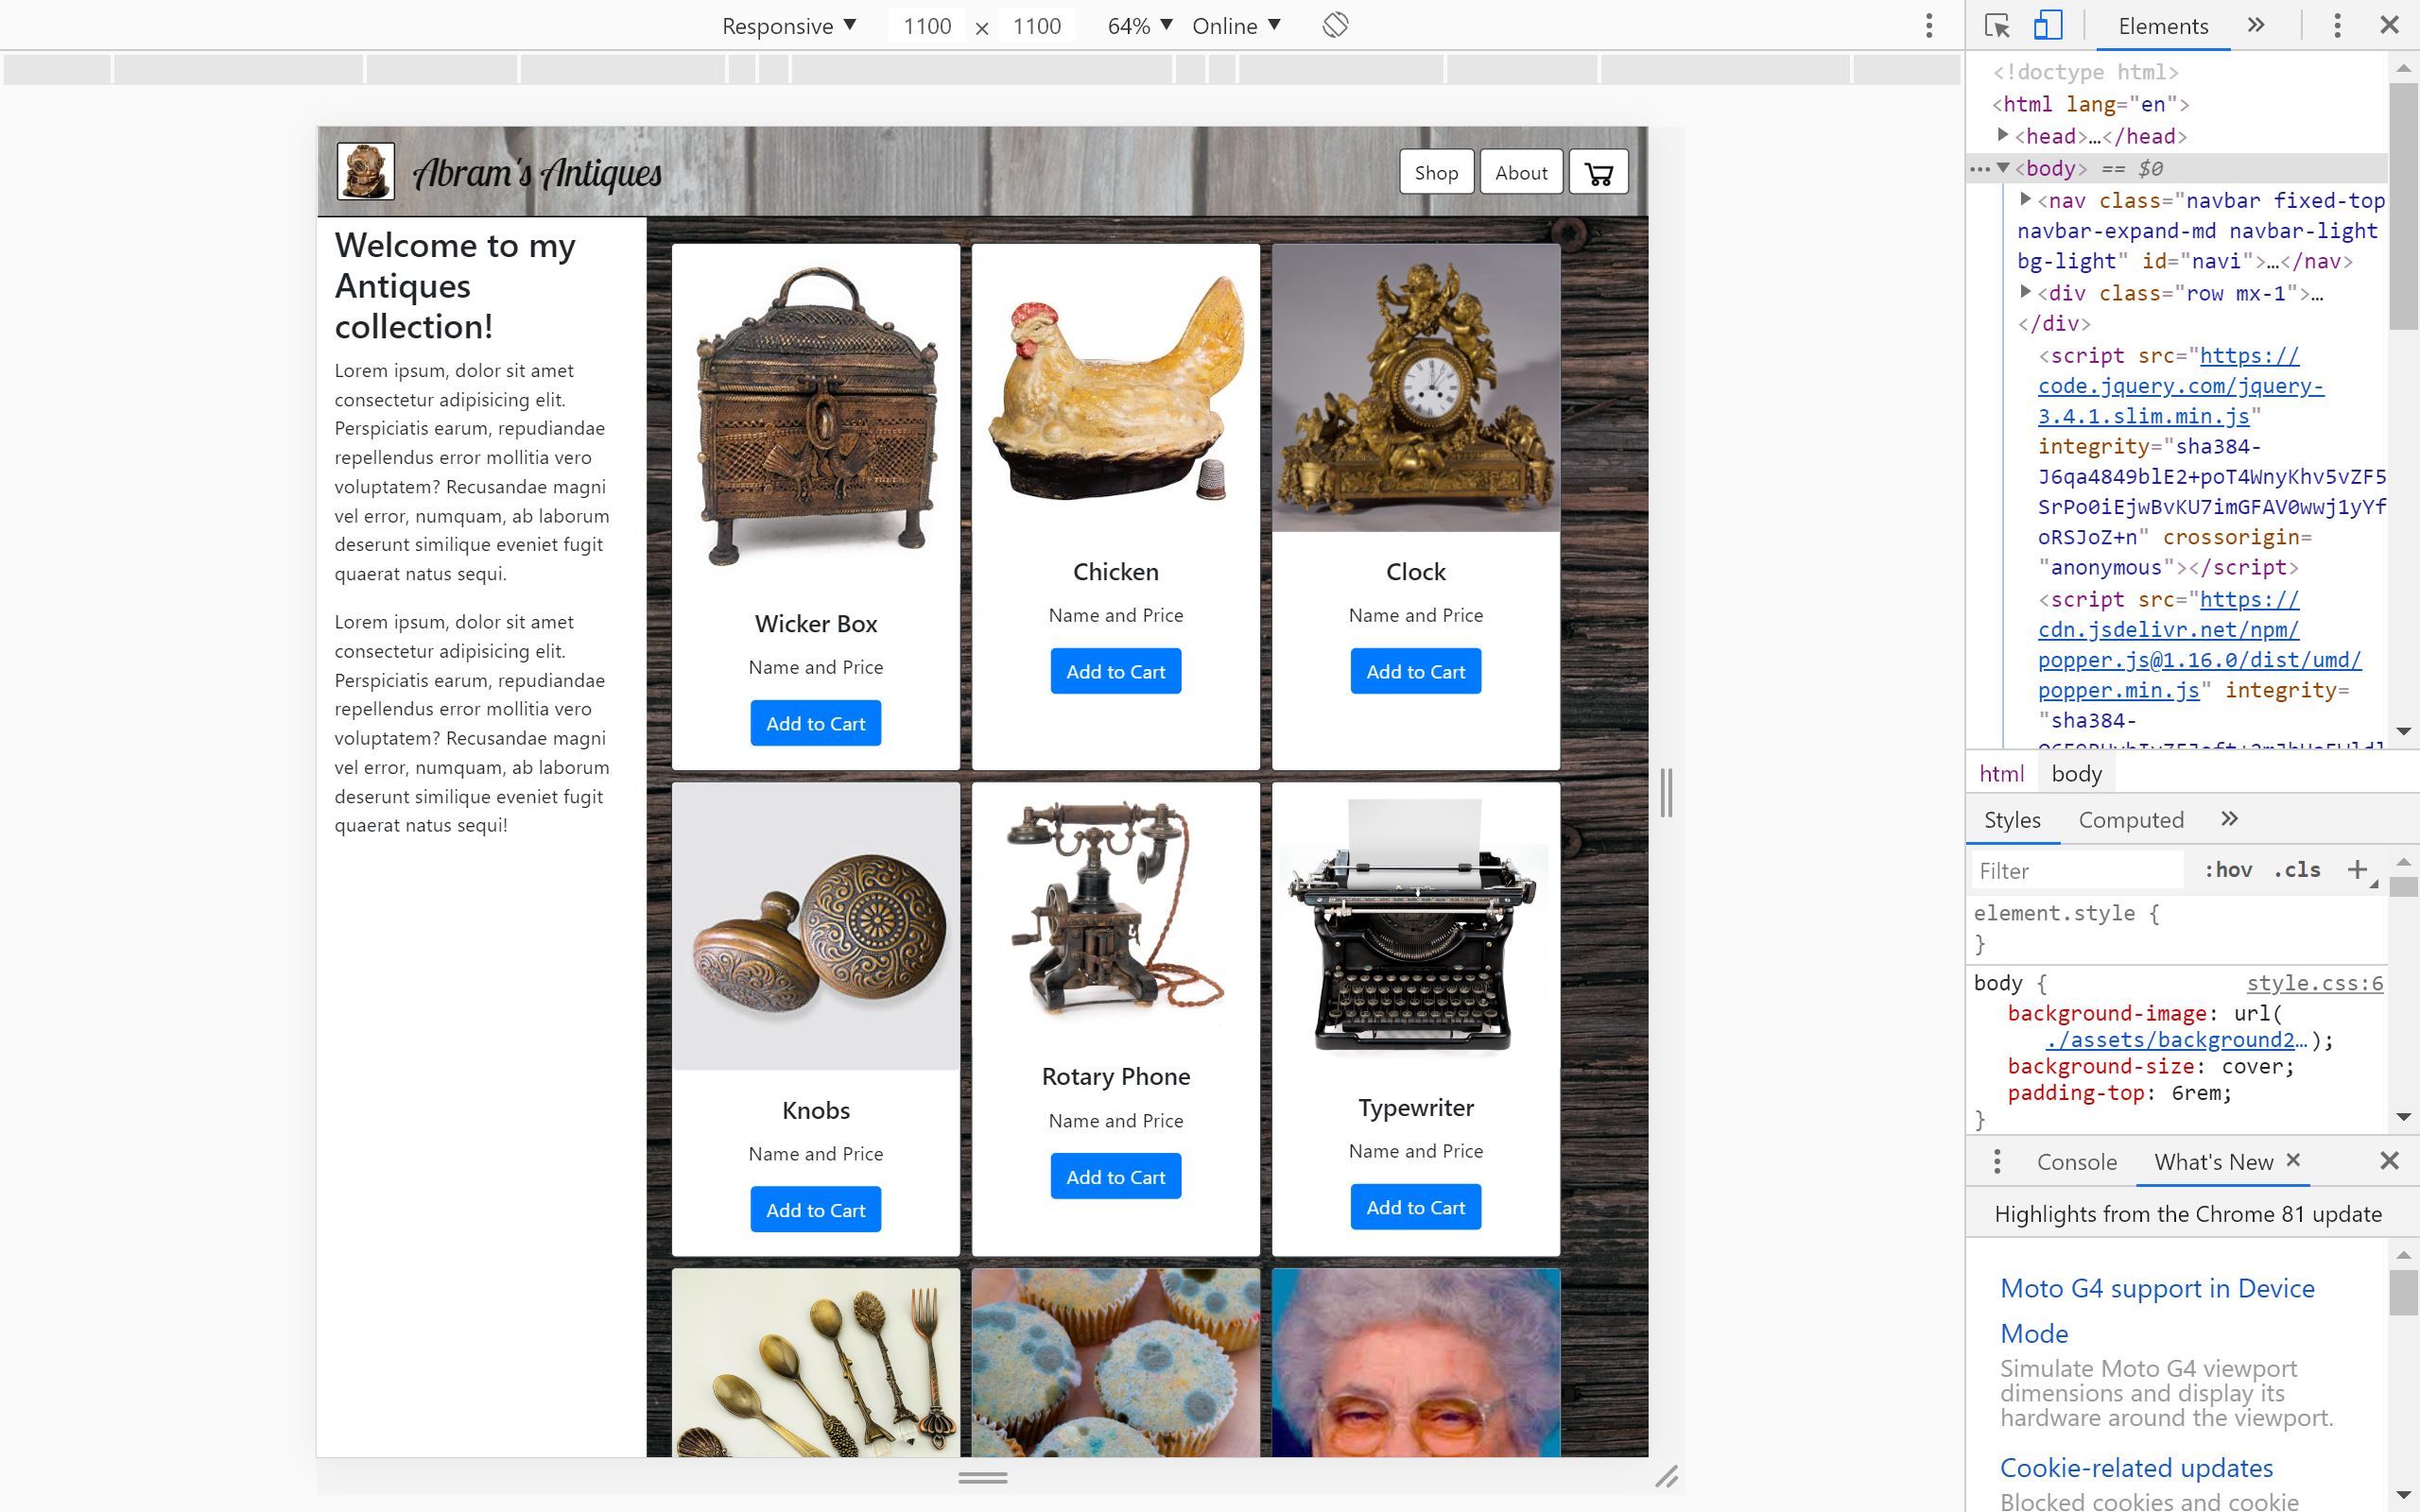 Responsive ▼ 1100 × 1100 64% ▼ Online ▼
Abram's Antiques
Shop
About
Welcome to my
Antiques
collection!
Lorem ipsum, dolor sit amet
consectetur adipisicing elit.
Perspiciatis earum, repudiandae
repellendus error mollitia vero
voluptatem? Recusandae magni
vel error, numquam, ab laborum
deserunt similique eveniet fugit
quaerat natus sequi.
Lorem ipsum, dolor sit amet
consectetur adipisicing elit.
Perspiciatis earum, repudiandae
repellendus error mollitia vero
voluptatem? Recusandae magni
vel error, numquam, ab laborum
deserunt similique eveniet fugit
quaerat natus sequi!
Wicker Box
Name and Price
Add to Cart
Chicken
Name and Price
Add to Cart
Clock
Name and Price
Add to Cart
Knobs
Name and Price
Add to Cart
Rotary Phone
Name and Price
Add to Cart
Typewriter
Name and Price
Add to Cart
Elements
<!doctype html>
<html lang="en">
<head>…</head>
<body> == $0
<nav class="navbar fixed-top
navbar-expand-md navbar-light
bg-light" id="navi">…</nav>
<div class="row mx-1">…
</div>
<script src="https://
code.jquery.com/jquery-
3.4.1.slim.min.js"
integrity="sha384-
J6qa4849blE2+poT4WnyKhv5vZF5
SrPo0iEjwBvKU7imGFAV0wwj1yYf
oRSJoZ+n" crossorigin=
"anonymous"></script>
<script src="https://
cdn.jsdelivr.net/npm/
popper.js@1.16.0/dist/umd/
popper.min.js" integrity=
"sha384-
html body
Styles Computed
Filter :hov .cls +
element.style {
}
body { style.css:6
background-image: url(
./assets/background2…);
background-size: cover;
padding-top: 6rem;
}
Console What's New
Highlights from the Chrome 81 update
Moto G4 support in Device
Mode
Simulate Moto G4 viewport
dimensions and display its
hardware around the viewport.
Cookie-related updates
Blocked cookies and cookie